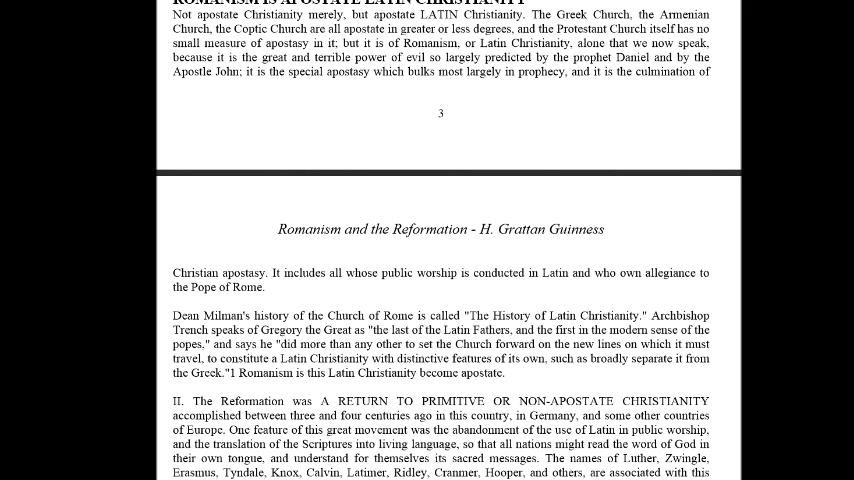 ROMANISM IS APOSTATE LATIN CHRISTIANITY
Not apostate Christianity merely, but apostate LATIN Christianity. The Greek Church, the Armenian
Church, the Coptic Church are all apostate in greater or less degrees, and the Protestant Church itself has no
small measure of apostasy in it; but it is of Romanism, or Latin Christianity, alone that we now speak,
because it is the great and terrible power of evil so largely predicted by the prophet Daniel and by the
Apostle John; it is the special apostasy which bulks most largely in prophecy, and it is the culmination of
3
Romanism and the Reformation - H. Grattan Guinness
Christian apostasy. It includes all whose public worship is conducted in Latin and who own allegiance to
the Pope of Rome.
Dean Milman's history of the Church of Rome is called "The History of Latin Christianity." Archbishop
Trench speaks of Gregory the Great as "the last of the Latin Fathers, and the first in the modern sense of the
popes," and says he "did more than any other to set the Church forward on the new lines on which it must
travel, to constitute a Latin Christianity with distinctive features of its own, such as broadly separate it from
the Greek."1 Romanism is this Latin Christianity become apostate.
II. The Reformation was A RETURN TO PRIMITIVE OR NON-APOSTATE CHRISTIANITY
accomplished between three and four centuries ago in this country, in Germany, and some other countries
of Europe. One feature of this great movement was the abandonment of the use of Latin in public worship,
and the translation of the Scriptures into living language, so that all nations might read the word of God in
their own tongue, and understand for themselves its sacred messages. The names of Luther, Zwingle,
Erasmus, Tyndale, Knox, Calvin, Latimer, Ridley, Cranmer, Hooper, and others, are associated with this